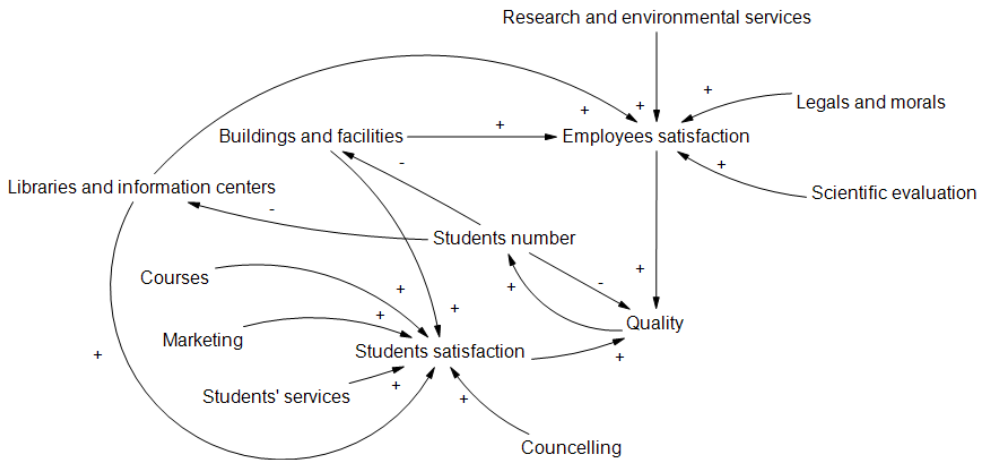 Research and environmental services
+
+
+
Legals and morals
+
Buildings and facilities
Employees satisfaction
-
+
Libraries and information centers
Scientific evaluation
-
Students number
+
Courses
-
+
+
+
+
Quality
Marketing
Students satisfaction
+
+
+
Students' services
+
Councelling